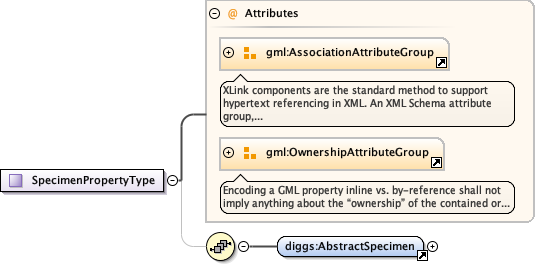 @ Attributes
gml:AssociationAttributeGroup
XLink components are the standard method to support
hypertext referencing in XML. An XML Schema attribute
group,...
SpecimenPropertyType
gml:OwnershipAttributeGroup
Encoding a GML property inline vs. by-reference shall not
imply anything about the “ownership” of the contained or...
diggs:AbstractSpecimen